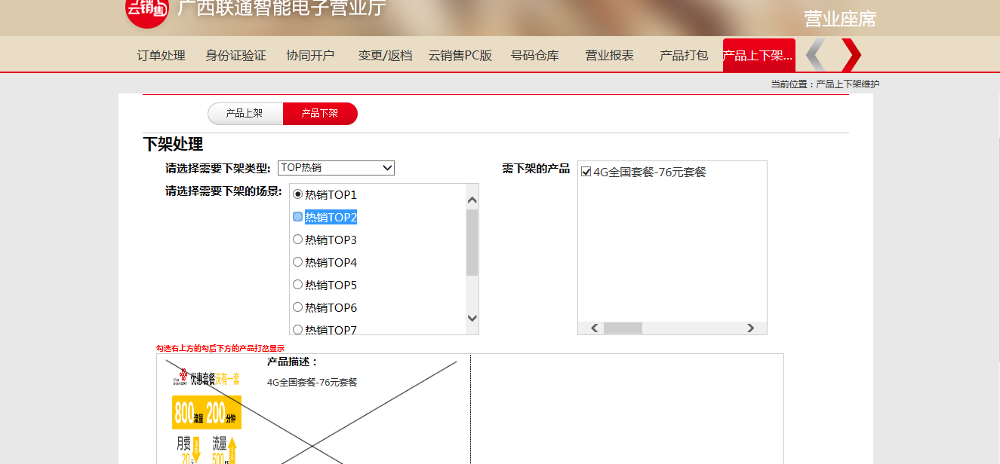 云销售 广西联通智能电子营业厅
营业座席
订单处理 身份证验证 协同开户 变更/返档 云销售PC版 号码仓库 营业报表 产品打包 产品上下架...
当前位置：产品上下架维护
产品上架 产品下架
下架处理
请选择需要下架类型: TOP热销
需下架的产品
4G全国套餐-76元套餐
请选择需要下架的场景:
热销TOP1
热销TOP2
热销TOP3
热销TOP4
热销TOP5
热销TOP6
热销TOP7
勾选右上方的勾后下方的产品打岔显示
产品描述：
4G全国套餐-76元套餐
优惠套餐沃有一套
800流量 200分钟
月费 流量
20元 500